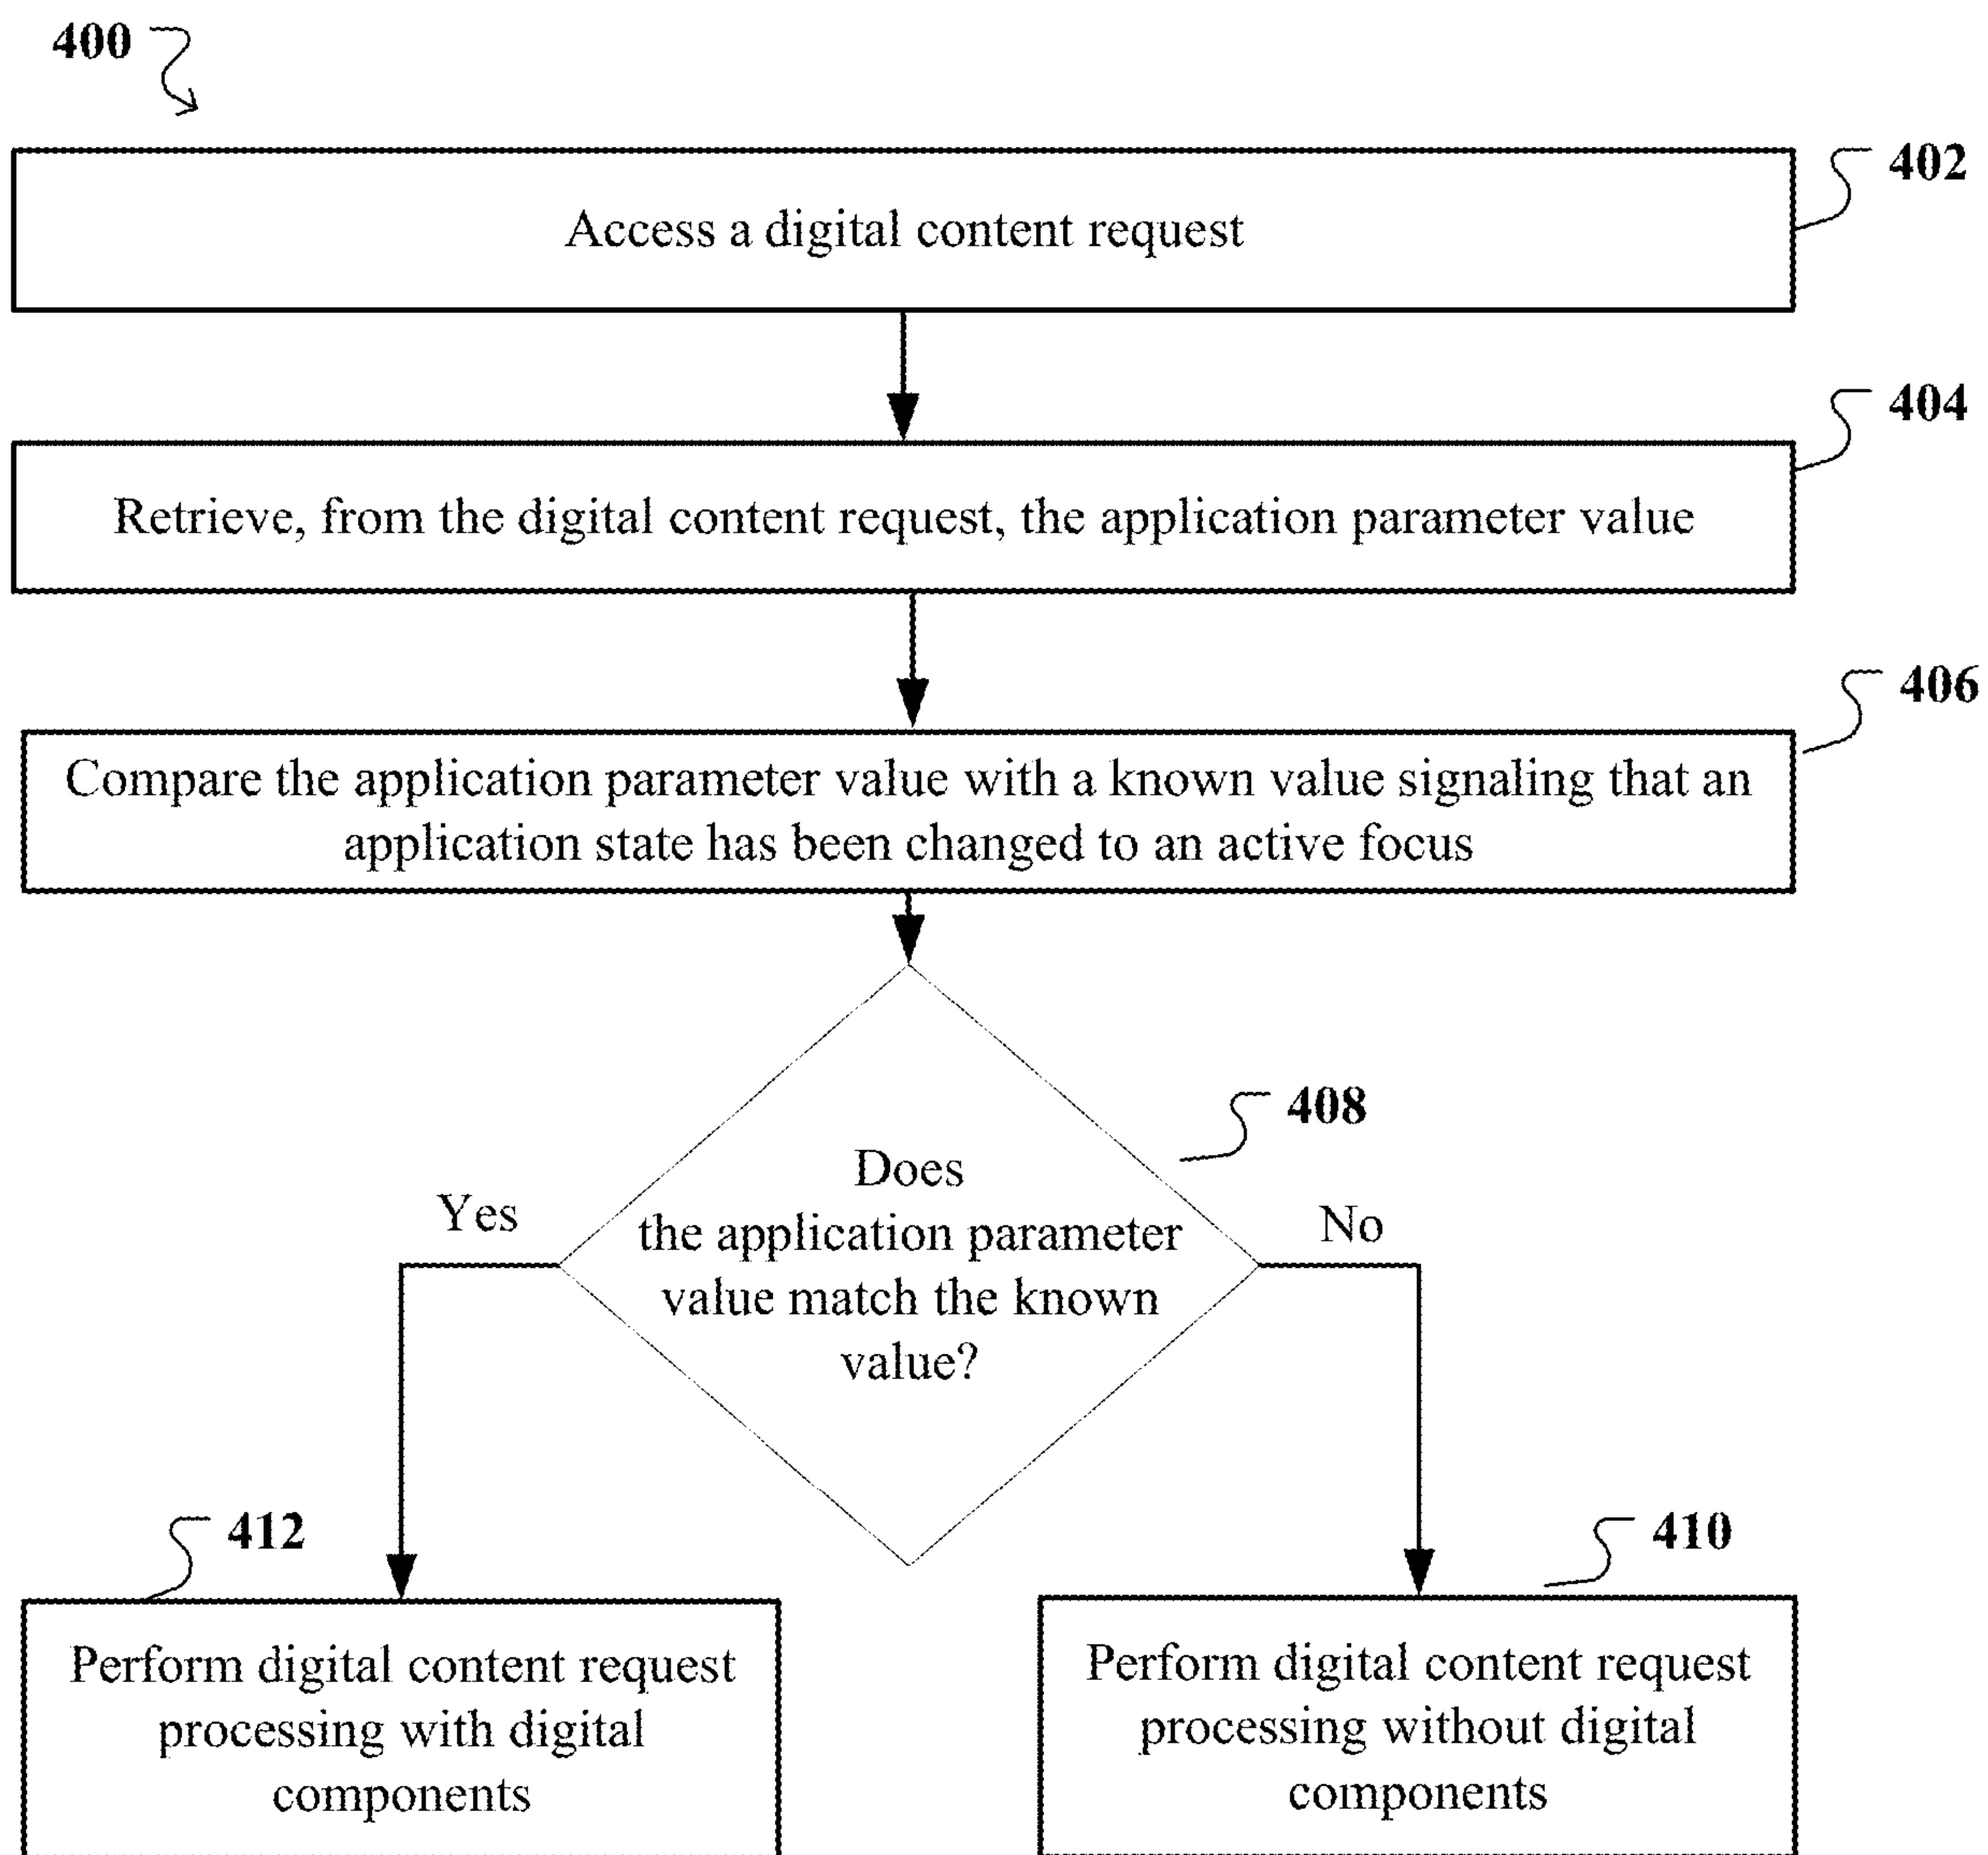 400
402
Access a digital content request
404
Retrieve, from the digital content request, the application parameter value
406
Compare the application parameter value with a known value signaling that an
application state has been changed to an active focus
408
Does
the application parameter
value match the known
value?
Yes
No
412
Perform digital content request
processing with digital
components
410
Perform digital content request
processing without digital
components